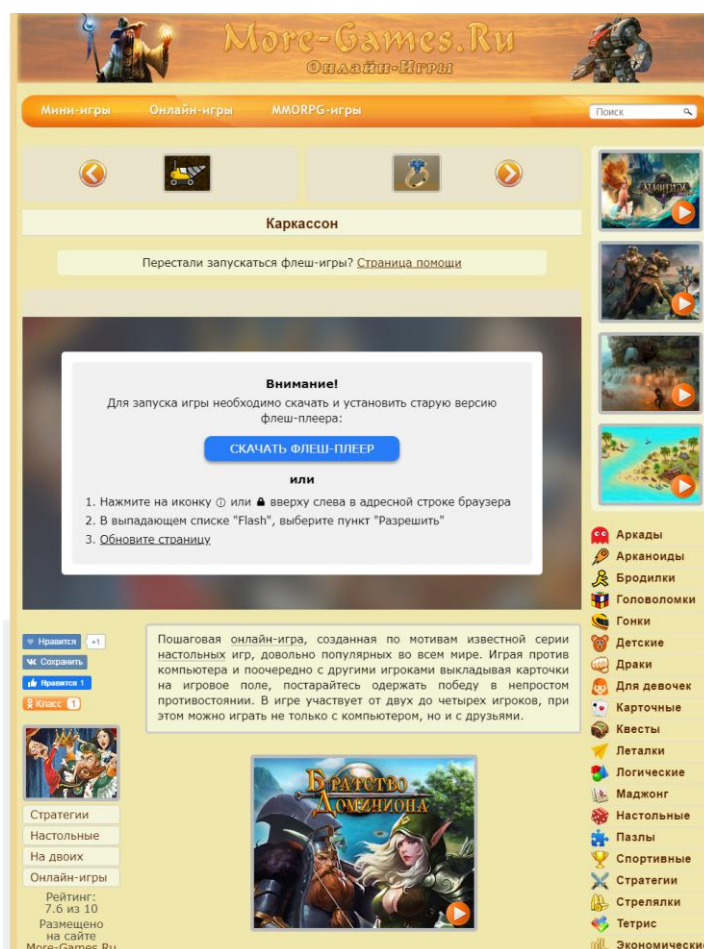 More-Games.Ru
Онлайн-Игры
Мини-игры Онлайн-игры MMORPG-игры Поиск
Каркассон
Перестали запускаться флеш-игры? Страница помощи
Внимание!
Для запуска игры необходимо скачать и установить старую версию
флеш-плеера:
СКАЧАТЬ ФЛЕШ-ПЛЕЕР
или
1. Нажмите на иконку ⓘ или 🔒 вверху слева в адресной строке браузера
2. В выпадающем списке "Flash", выберите пункт "Разрешить"
3. Обновите страницу
Нравится +1
Сохранить
Нравится 1
Класс 1
Пошаговая онлайн-игра, созданная по мотивам известной серии
настольных игр, довольно популярных во всем мире. Играя против
компьютера и поочередно с другими игроками выкладывая карточки
на игровое поле, постарайтесь одержать победу в непростом
противостоянии. В игре участвует от двух до четырех игроков, при
этом можно играть не только с компьютером, но и с друзьями.
Братство
Доминиона
Стратегии
Настольные
На двоих
Онлайн-игры
Рейтинг:
7.6 из 10
Размещено
на сайте
More-Games.Ru
Аркады
Арканоиды
Бродилки
Головоломки
Гонки
Детские
Драки
Для девочек
Карточные
Квесты
Леталки
Логические
Маджонг
Настольные
Пазлы
Спортивные
Стратегии
Стрелялки
Тетрис
Экономические